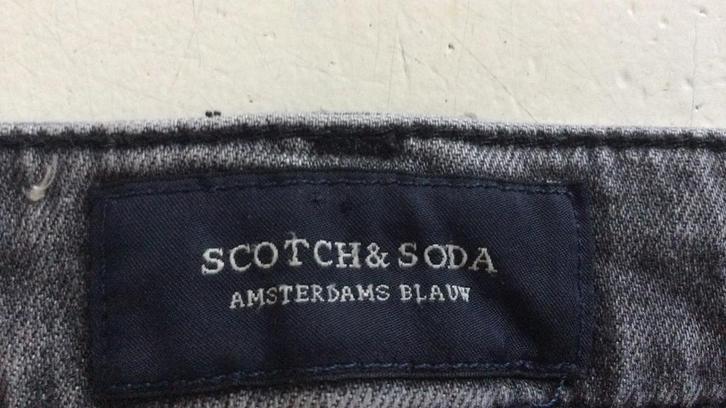 SCOTCH & SODA
AMSTERDAMS BLAUW